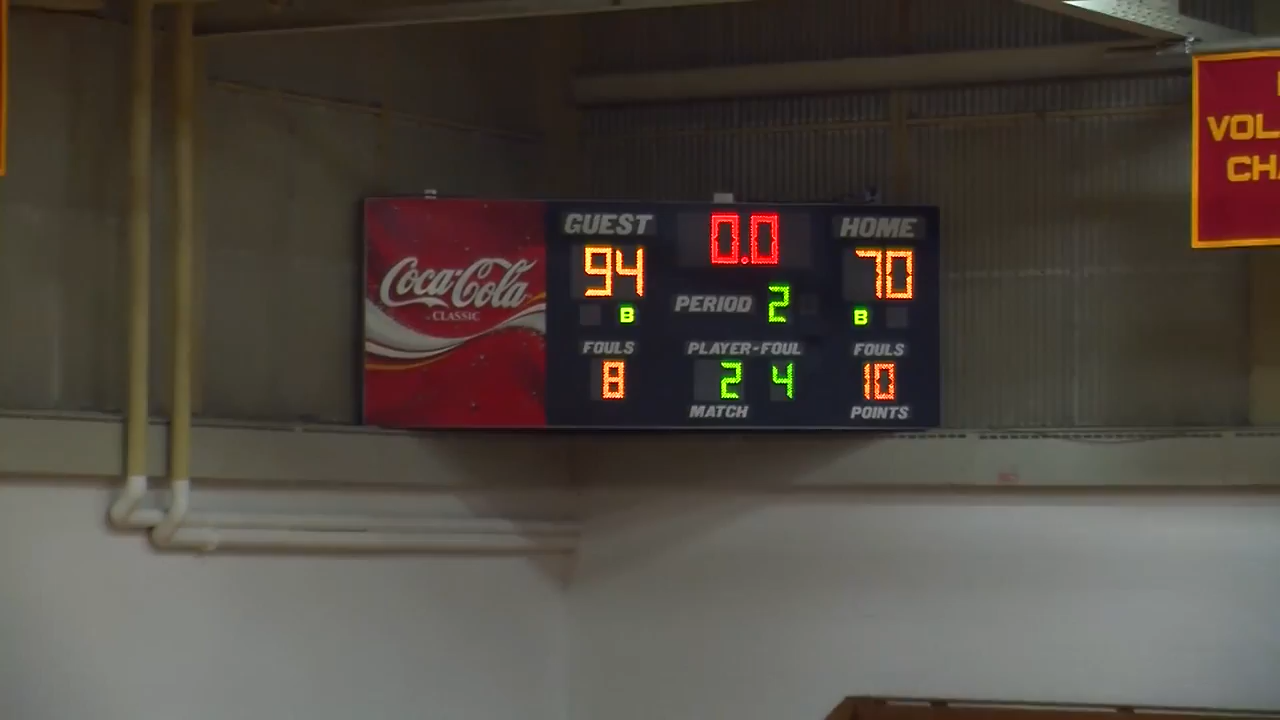 Coca-Cola
CLASSIC
GUEST 0.0 HOME
94 70
PERIOD 2
B B
FOULS PLAYER-FOUL FOULS
8 2 4 10
MATCH POINTS
VOL
CH